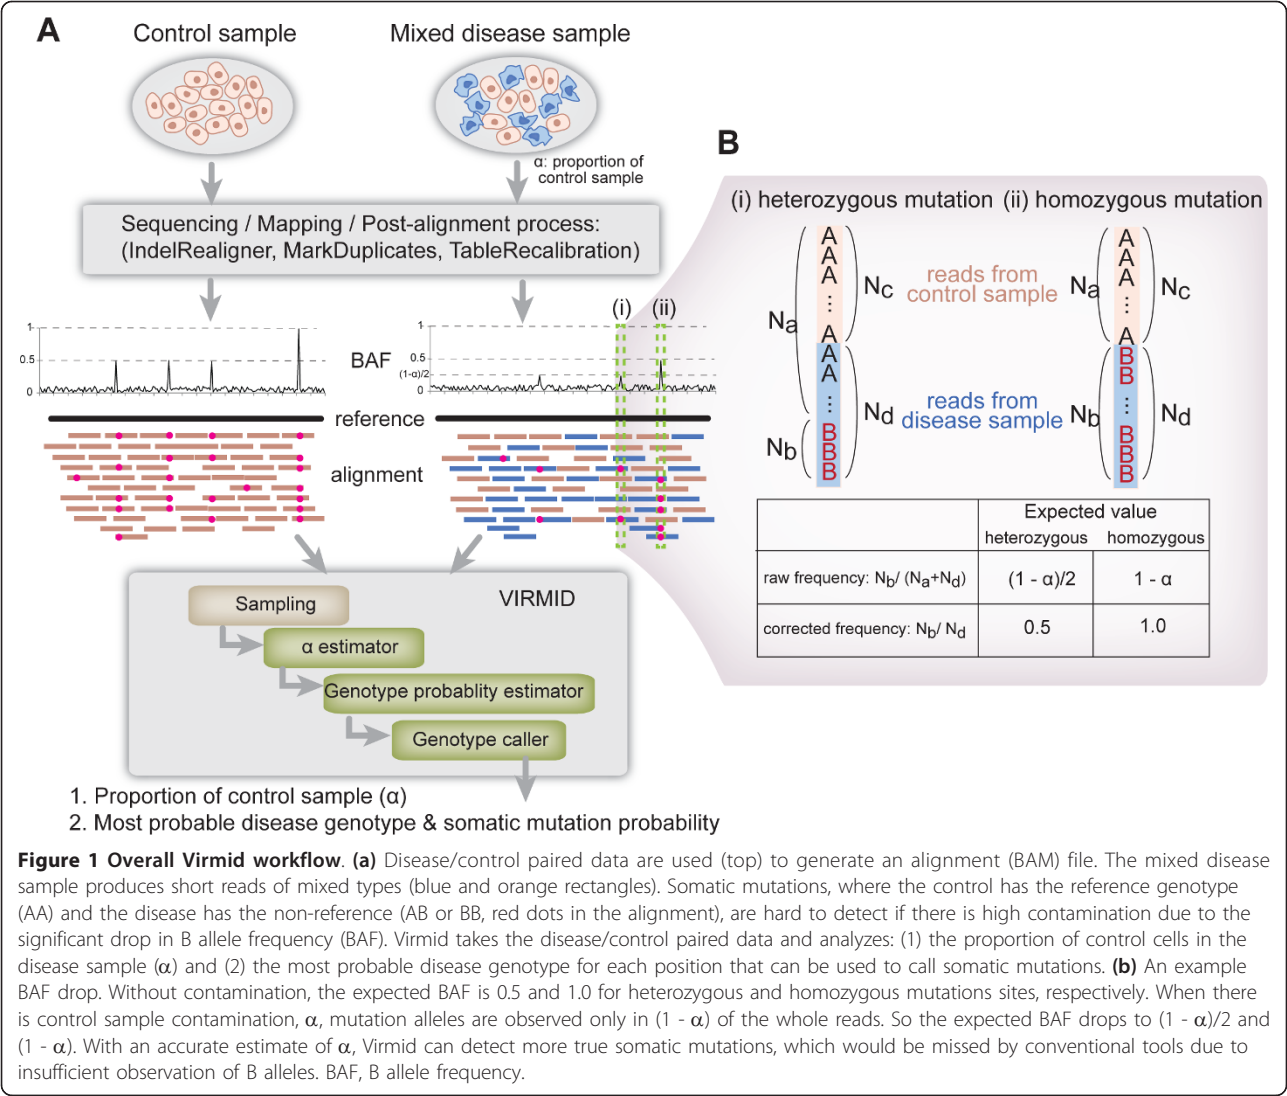 A
Control sample
Mixed disease sample
α: proportion of
control sample
Sequencing / Mapping / Post-alignment process:
(IndelRealigner, MarkDuplicates, TableRecalibration)
1
0.5
0
BAF
1
0.5
(1-α)/2
0
(i)
(ii)
reference
alignment
VIRMID
Sampling
α estimator
Genotype probablity estimator
Genotype caller
1. Proportion of control sample (α)
2. Most probable disease genotype & somatic mutation probability
B
(i) heterozygous mutation
(ii) homozygous mutation
A
A
A
⋮
A
A
A
⋮
B
B
B
Na
Nb
Nc
Nd
reads from
control sample
reads from
disease sample
A
A
A
⋮
A
B
B
⋮
B
B
B
Na
Nb
Nc
Nd
Expected value
heterozygous homozygous
raw frequency: Nb/ (Na+Nd) (1 - α)/2 1 - α
corrected frequency: Nb/ Nd 0.5 1.0
Figure 1 Overall Virmid workflow. (a) Disease/control paired data are used (top) to generate an alignment (BAM) file. The mixed disease
sample produces short reads of mixed types (blue and orange rectangles). Somatic mutations, where the control has the reference genotype
(AA) and the disease has the non-reference (AB or BB, red dots in the alignment), are hard to detect if there is high contamination due to the
significant drop in B allele frequency (BAF). Virmid takes the disease/control paired data and analyzes: (1) the proportion of control cells in the
disease sample (α) and (2) the most probable disease genotype for each position that can be used to call somatic mutations. (b) An example
BAF drop. Without contamination, the expected BAF is 0.5 and 1.0 for heterozygous and homozygous mutations sites, respectively. When there
is control sample contamination, α, mutation alleles are observed only in (1 - α) of the whole reads. So the expected BAF drops to (1 - α)/2 and
(1 - α). With an accurate estimate of α, Virmid can detect more true somatic mutations, which would be missed by conventional tools due to
insufficient observation of B alleles. BAF, B allele frequency.